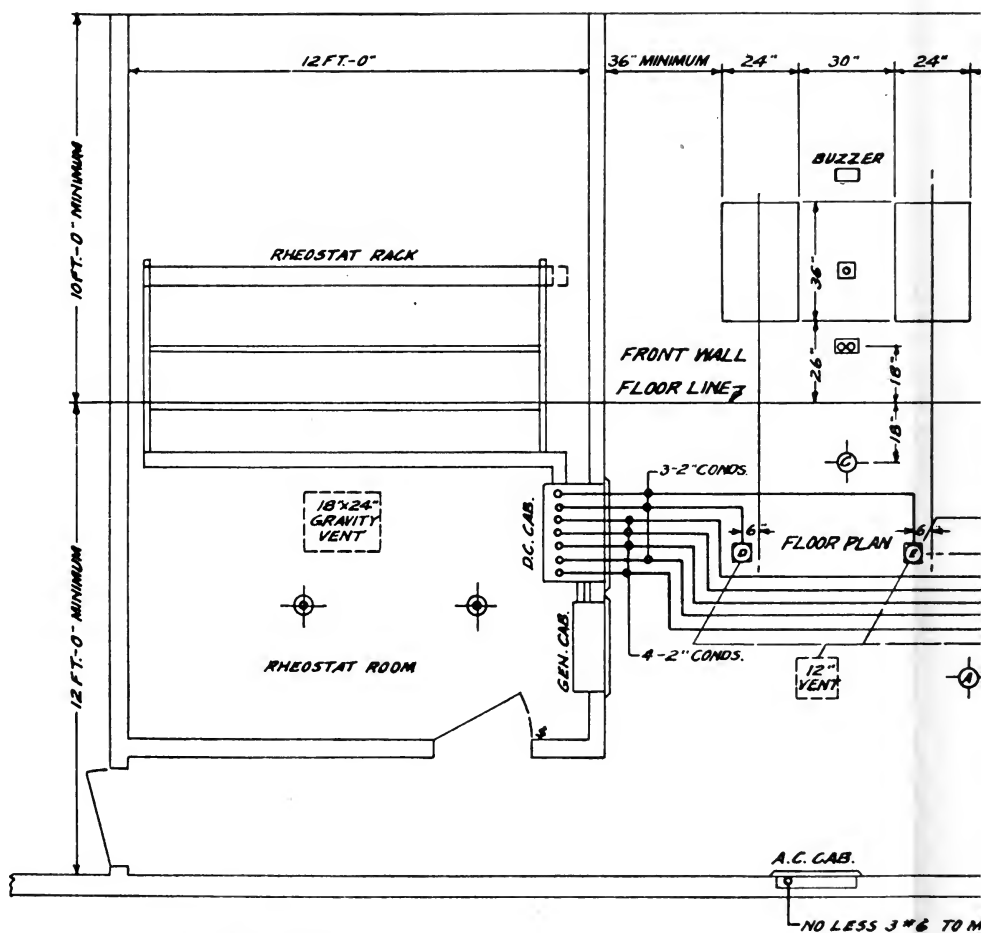 12 FT.-0"
36" MINIMUM
24"
30"
24"
10 FT.-0" MINIMUM
BUZZER
RHEOSTAT RACK
36"
FRONT WALL
FLOOR LINE
26"
18"
18"
C
3-2" CONDS.
18"x24"
GRAVITY
VENT
D.C. CAB.
6"
FLOOR PLAN
6"
D
E
12 FT.-0" MINIMUM
GEN. CAB.
4-2" CONDS.
RHEOSTAT ROOM
12"
VENT
A
S
A.C. CAB.
NO LESS 3 #6 TO M